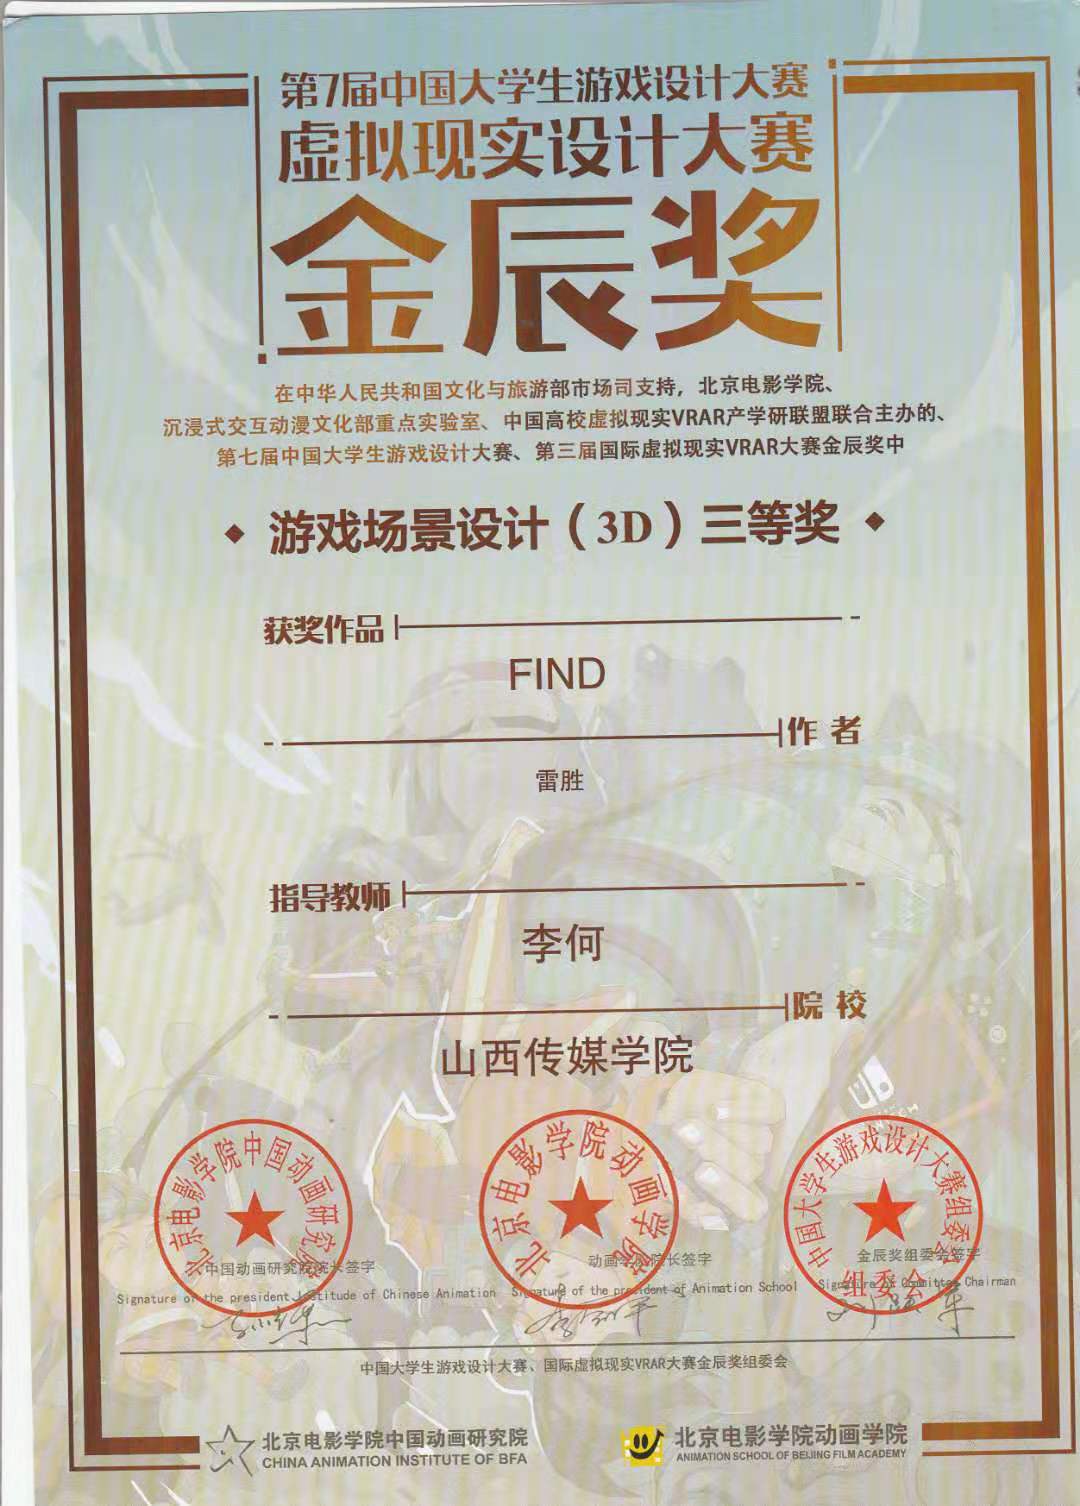 第7届中国大学生游戏设计大赛
虚拟现实设计大赛
金辰奖
在中华人民共和国文化与旅游部市场司支持，北京电影学院、
沉浸式交互动漫文化部重点实验室、中国高校虚拟现实VRAR产学研联盟联合主办的、
第七届中国大学生游戏设计大赛、第三届国际虚拟现实VRAR大赛金辰奖中
游戏场景设计（3D）三等奖
获奖作品
FIND
作者
雷胜
指导教师
李何
院校
山西传媒学院
北京电影学院中国动画研究院
北京电影学院动画学院
中国大学生游戏设计大赛组委会
组委会
中国动画研究院院长签字
动画学院院长签字
金辰奖组委会签字
Signature of the president Institude of Chinese Animation
Signature of the president of Animation School
Signature of Committee Chairman
中国大学生游戏设计大赛、国际虚拟现实VRAR大赛金辰奖组委会
北京电影学院中国动画研究院
CHINA ANIMATION INSTITUTE OF BFA
北京电影学院动画学院
ANIMATION SCHOOL OF BEIJING FILM ACADEMY